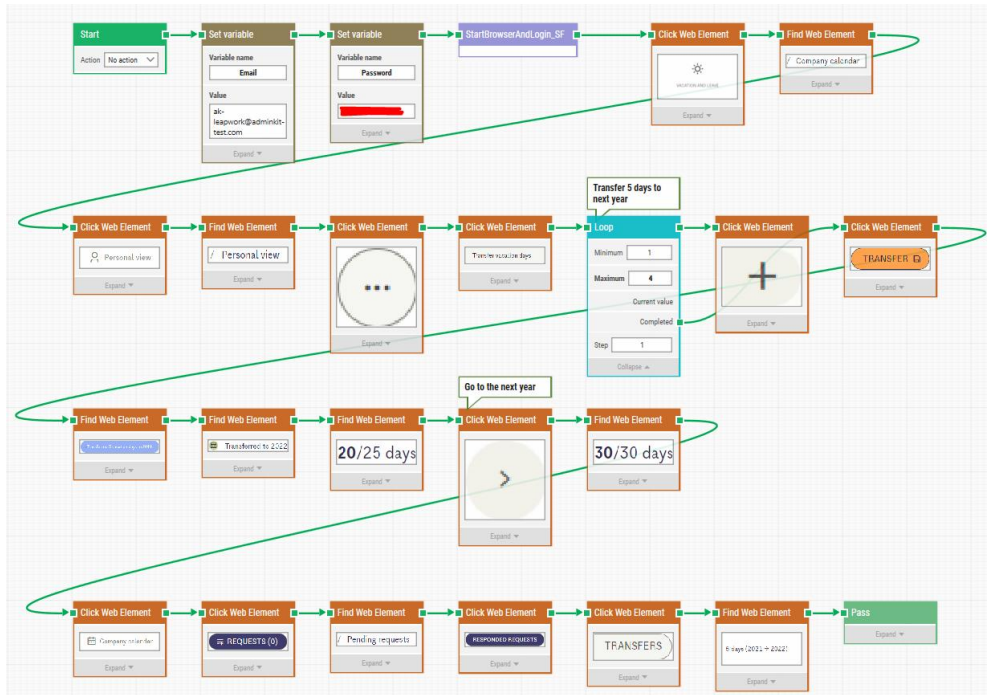 Start
Action No action
Set variable
Variable name
Email
Value
ak-
leapwork@adminkit-
test.com
Expand
Set variable
Variable name
Password
Value
Expand
StartBrowserAndLogin_SF
Click Web Element
VACATION AND LEAVE
Expand
Find Web Element
/ Company calendar
Expand
Click Web Element
Personal view
Expand
Find Web Element
/ Personal view
Expand
Click Web Element
Expand
Click Web Element
Transfer vacation days
Expand
Transfer 5 days to
next year
Loop
Minimum 1
Maximum 4
Current value
Completed
Step 1
Collapse
Click Web Element
Expand
Click Web Element
TRANSFER
Expand
Find Web Element
Expand
Find Web Element
Transferred to 2022
Expand
Find Web Element
20/25 days
Expand
Go to the next year
Click Web Element
>
Expand
Find Web Element
30/30 days
Expand
Click Web Element
Company calendar
Expand
Click Web Element
REQUESTS (0)
Expand
Find Web Element
/ Pending requests
Expand
Click Web Element
RESPONDED REQUESTS
Expand
Click Web Element
TRANSFERS
Expand
Find Web Element
days (2021 → 2022)
Expand
Pass
Expand